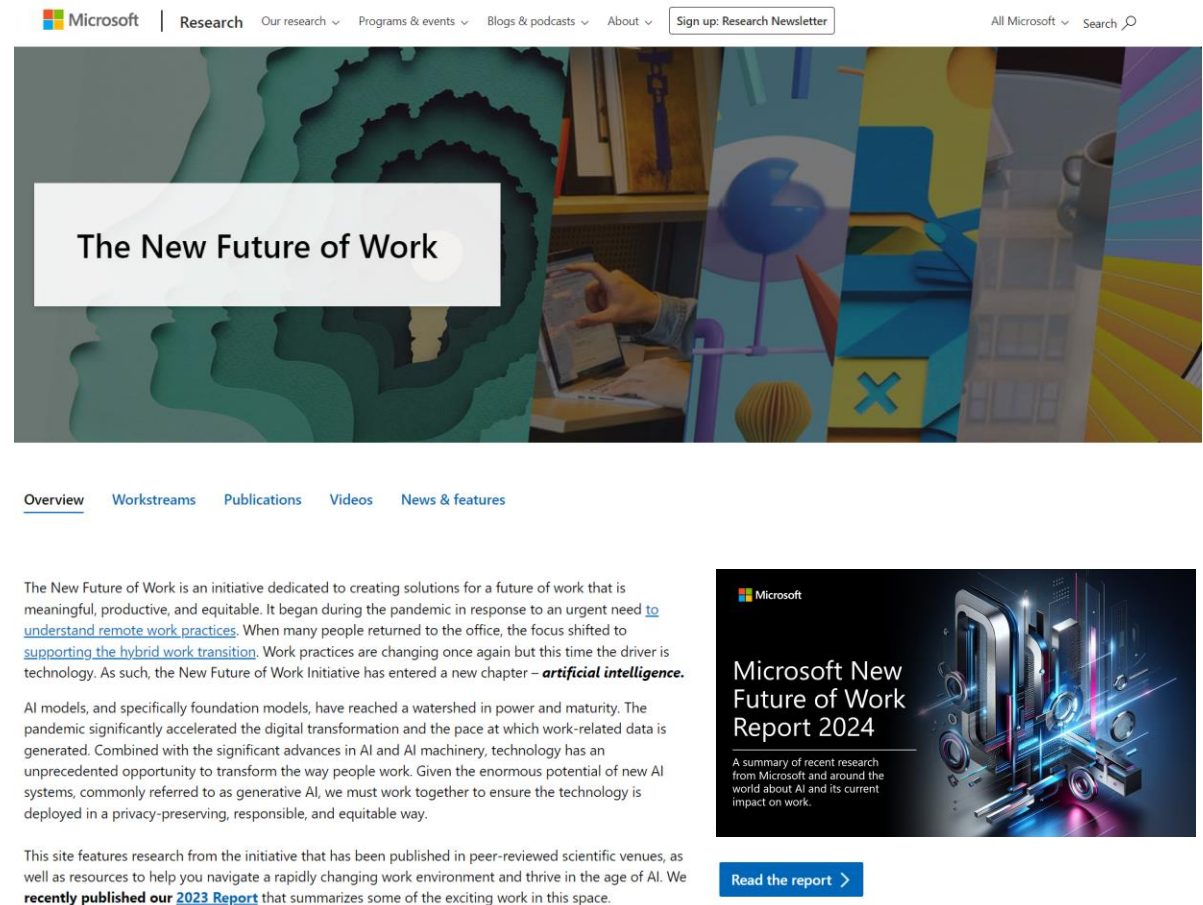 Microsoft | Research Our research Programs & events Blogs & podcasts About Sign up: Research Newsletter All Microsoft Search
The New Future of Work
Overview Workstreams Publications Videos News & features
The New Future of Work is an initiative dedicated to creating solutions for a future of work that is
meaningful, productive, and equitable. It began during the pandemic in response to an urgent need to
understand remote work practices. When many people returned to the office, the focus shifted to
supporting the hybrid work transition. Work practices are changing once again but this time the driver is
technology. As such, the New Future of Work Initiative has entered a new chapter – artificial intelligence.
AI models, and specifically foundation models, have reached a watershed in power and maturity. The
pandemic significantly accelerated the digital transformation and the pace at which work-related data is
generated. Combined with the significant advances in AI and AI machinery, technology has an
unprecedented opportunity to transform the way people work. Given the enormous potential of new AI
systems, commonly referred to as generative AI, we must work together to ensure the technology is
deployed in a privacy-preserving, responsible, and equitable way.
This site features research from the initiative that has been published in peer-reviewed scientific venues, as
well as resources to help you navigate a rapidly changing work environment and thrive in the age of AI. We
recently published our 2023 Report that summarizes some of the exciting work in this space.
Microsoft
Microsoft New
Future of Work
Report 2024
A summary of recent research
from Microsoft and around the
world about AI and its current
impact on work.
Read the report